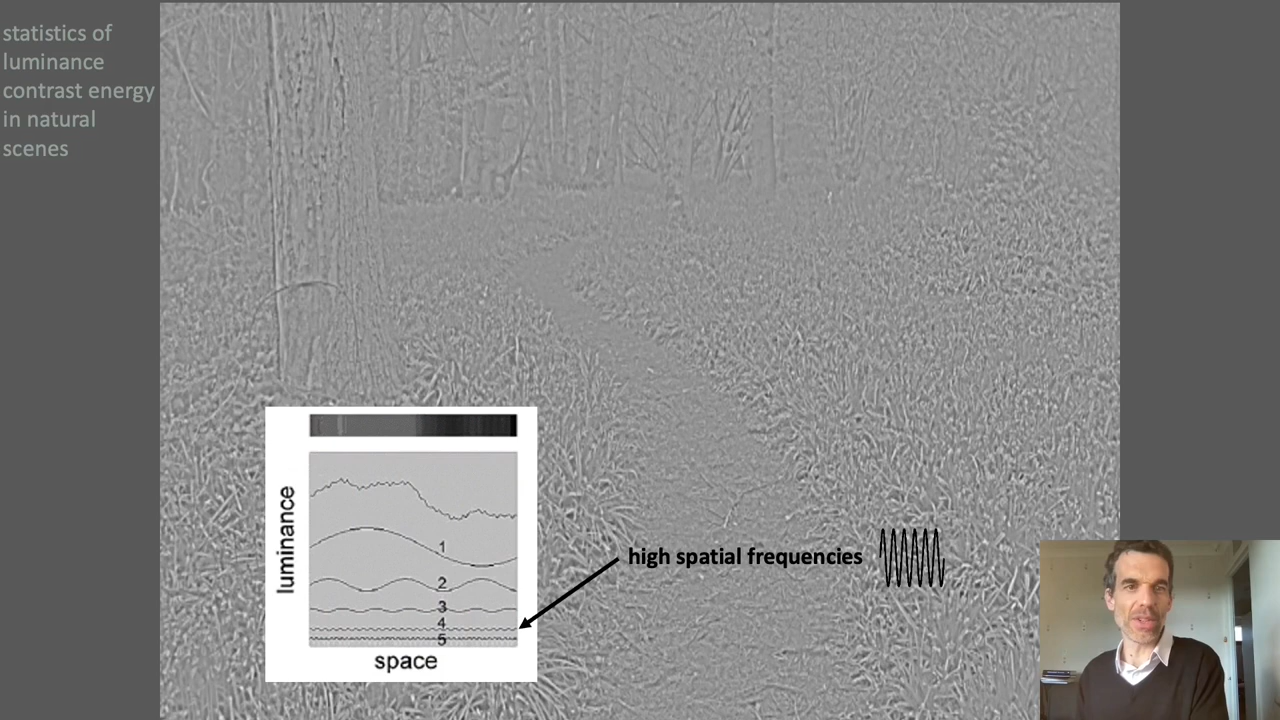 statistics of
luminance
contrast energy
in natural
scenes
luminance
1
2
3
4
5
space
high spatial frequencies